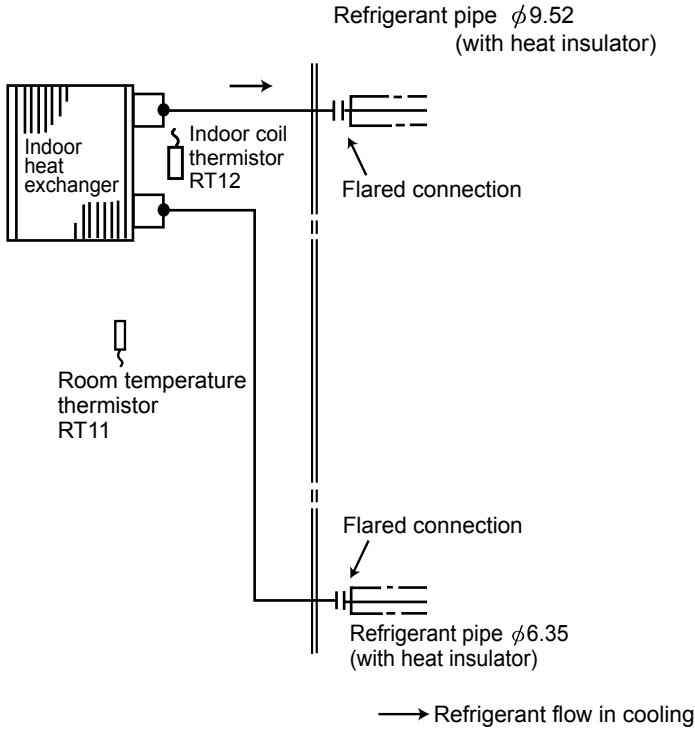 Refrigerant pipe ϕ9.52
(with heat insulator)
Indoor
heat
exchanger
Indoor coil
thermistor
RT12
Flared connection
Room temperature
thermistor
RT11
Flared connection
Refrigerant pipe ϕ6.35
(with heat insulator)
Refrigerant flow in cooling